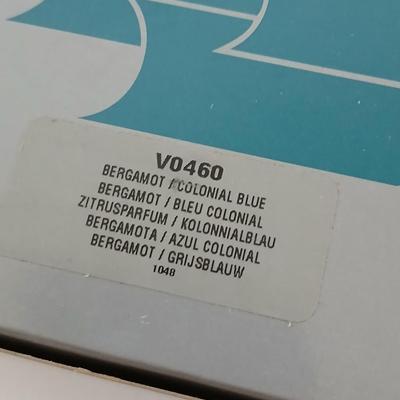 V0460
BERGAMOT / COLONIAL BLUE
BERGAMOT / BLEU COLONIAL
ZITRUSPARFUM / KOLONNIALBLAU
BERGAMOTA / AZUL COLONIAL
BERGAMOT / GRIJSBLAUW
1048